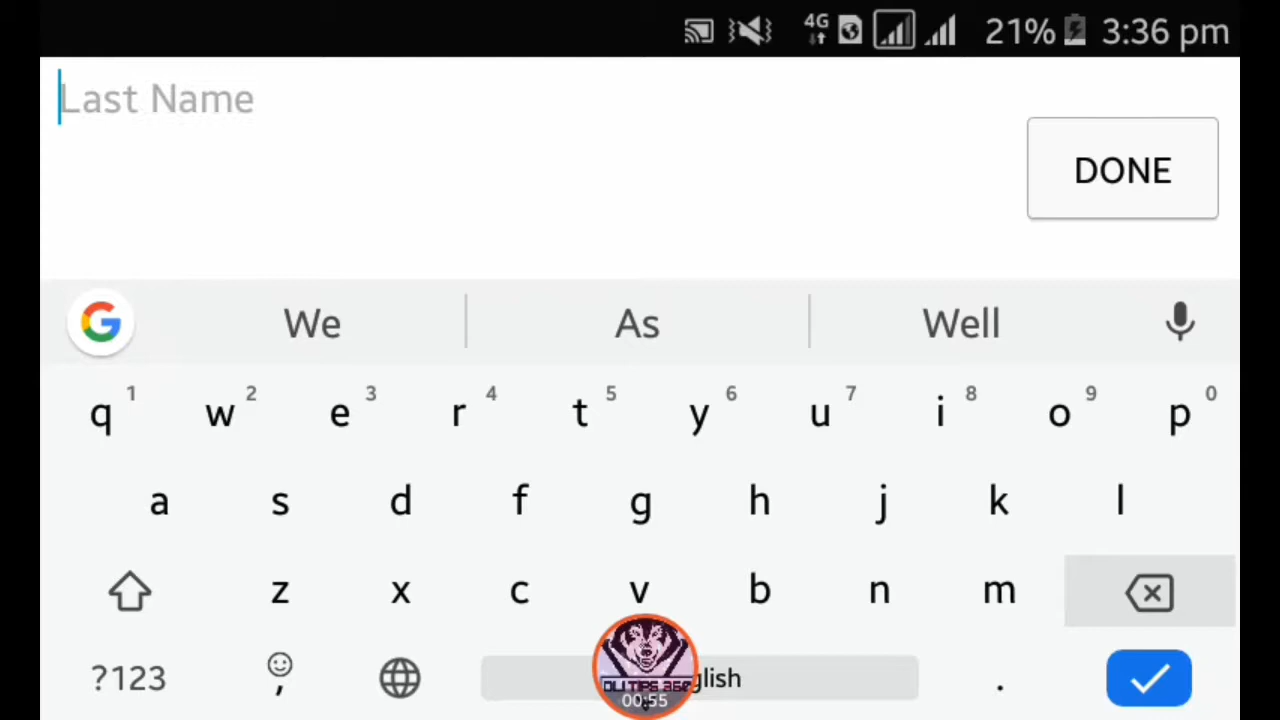 4G 21% 3:36 pm
Last Name
DONE
We As Well
q 1 w 2 e 3 r 4 t 5 y 6 u 7 i 8 o 9 p 0
a s d f g h j k l
z x c v b n m
?123 , glish .
00:55